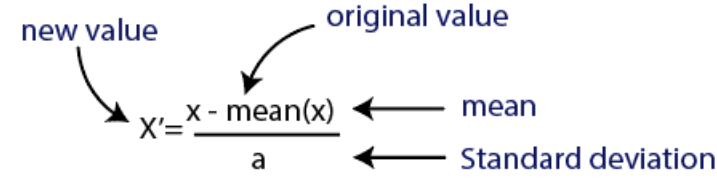 original value
new value
x - mean(x)
mean
X′=
a
Standard deviation